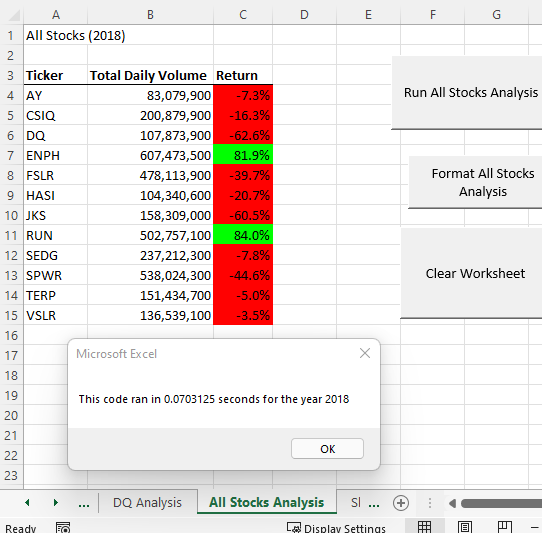 A B C D E F G
1 All Stocks (2018)
2
3 Ticker Total Daily Volume Return
4 AY 83,079,900 -7.3%
5 CSIQ 200,879,900 -16.3%
6 DQ 107,873,900 -62.6%
7 ENPH 607,473,500 81.9%
8 FSLR 478,113,900 -39.7%
9 HASI 104,340,600 -20.7%
10 JKS 158,309,000 -60.5%
11 RUN 502,757,100 84.0%
12 SEDG 237,212,300 -7.8%
13 SPWR 538,024,300 -44.6%
14 TERP 151,434,700 -5.0%
15 VSLR 136,539,100 -3.5%
16
17
18
19
20
21
22
23
Run All Stocks Analysis
Format All Stocks
Analysis
Clear Worksheet
Microsoft Excel
This code ran in 0.0703125 seconds for the year 2018
OK
... DQ Analysis All Stocks Analysis Sl ...
Ready Display Settings